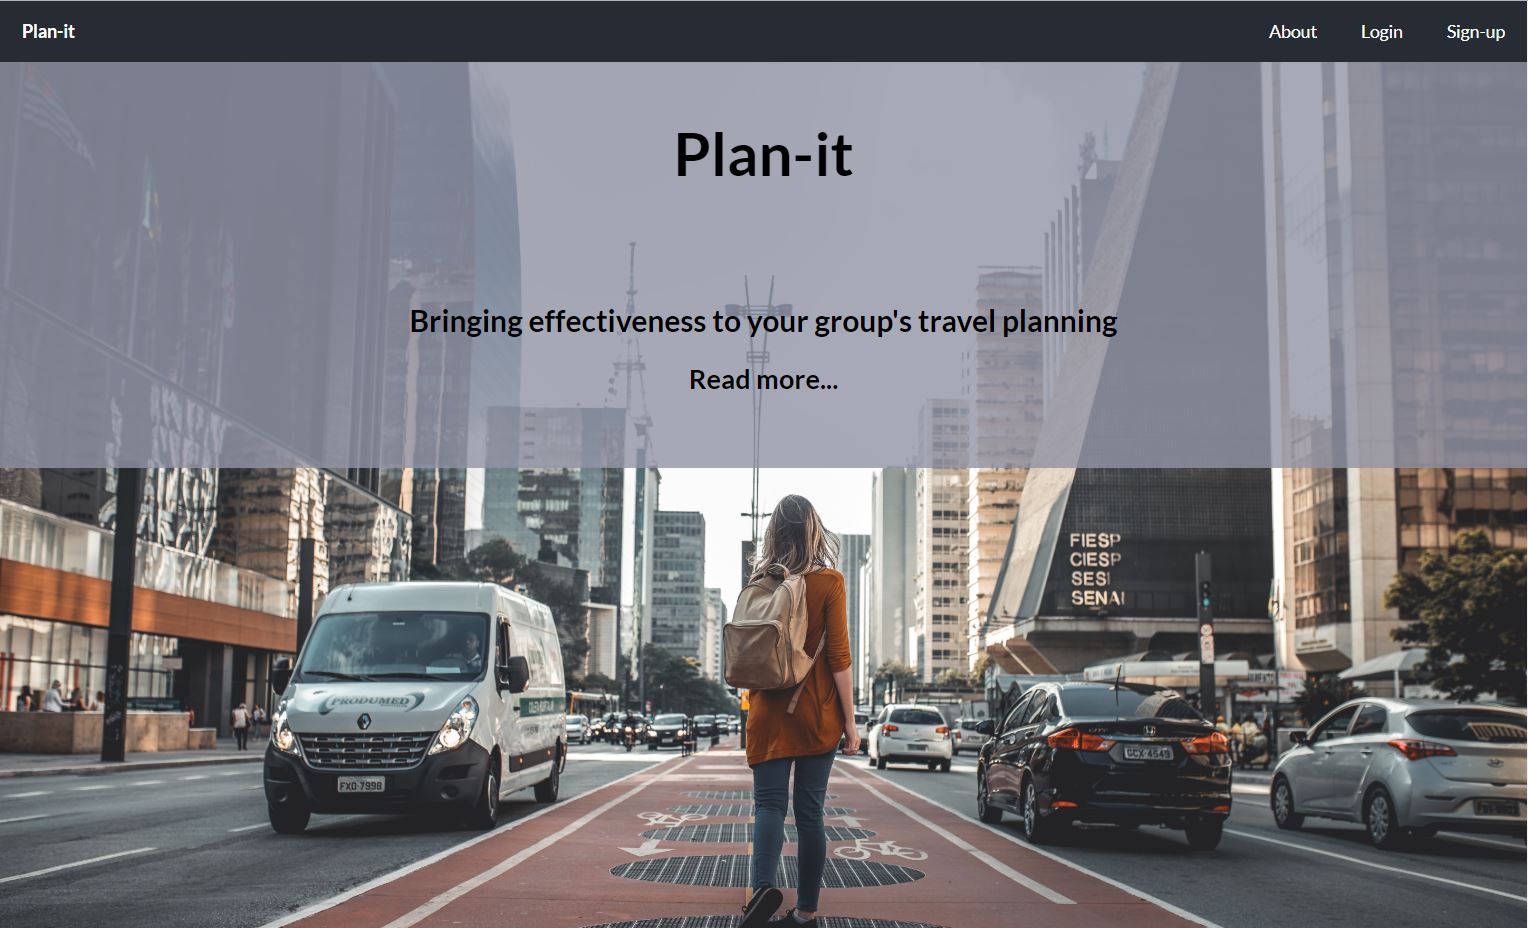 Plan-it
About
Login
Sign-up
Plan-it
Bringing effectiveness to your group's travel planning
Read more...
FIESP
CIESP
SESI
SENAI
PRODUMED
FXO-7998
GCX-4549